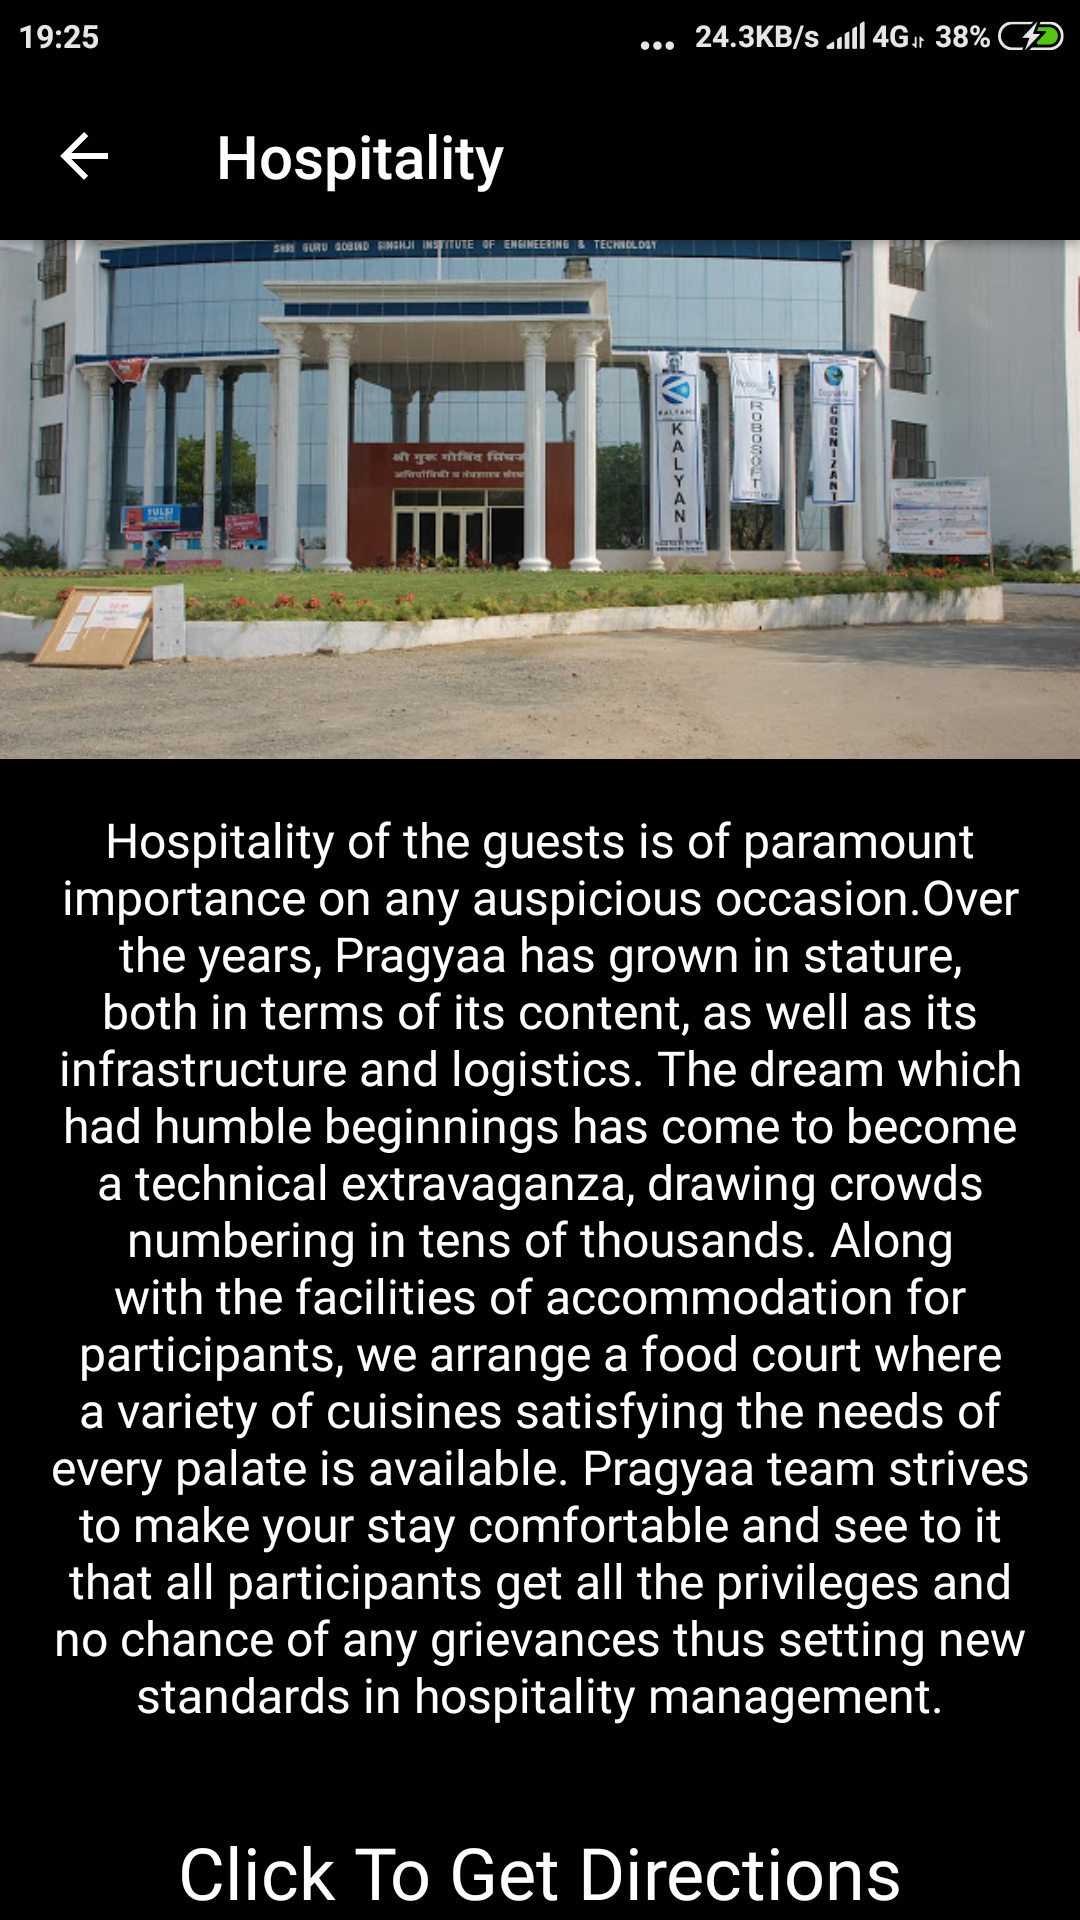 19:25
... 24.3KB/s 4G 38%
Hospitality
SHRI GURU GOBIND SINGHJI INSTITUTE OF ENGINEERING & TECHNOLOGY
KALYANI
KALYANI
ROBOSOFT
COGNIZANT
श्री गुरू गोबिंद सिंघजी
TULSI
Hospitality of the guests is of paramount
importance on any auspicious occasion.Over
the years, Pragyaa has grown in stature,
both in terms of its content, as well as its
infrastructure and logistics. The dream which
had humble beginnings has come to become
a technical extravaganza, drawing crowds
numbering in tens of thousands. Along
with the facilities of accommodation for
participants, we arrange a food court where
a variety of cuisines satisfying the needs of
every palate is available. Pragyaa team strives
to make your stay comfortable and see to it
that all participants get all the privileges and
no chance of any grievances thus setting new
standards in hospitality management.
Click To Get Directions